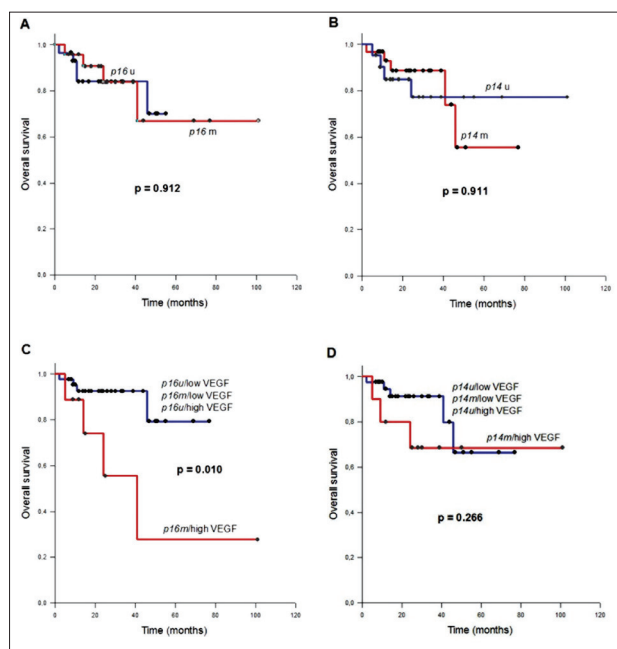 A
1,0
0,8
0,6
0,4
0,2
0,0
Overall survival
p16 u
p16 m
p = 0.912
0
20
40
60
80
100
120
Time (months)
B
1,0
0,8
0,6
0,4
0,2
0,0
Overall survival
p14 u
p14 m
p = 0.911
0
20
40
60
80
100
120
Time (months)
C
1,0
0,8
0,6
0,4
0,2
0,0
Overall survival
p16u/low VEGF
p16m/low VEGF
p16u/high VEGF
p = 0.010
p16m/high VEGF
0
20
40
60
80
100
120
Time (months)
D
1,0
0,8
0,6
0,4
0,2
0,0
Overall survival
p14u/low VEGF
p14m/low VEGF
p14u/high VEGF
p14m/high VEGF
p = 0.266
0
20
40
60
80
100
120
Time (months)